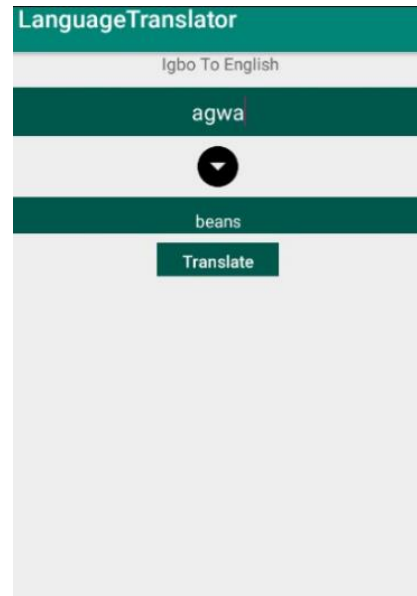 LanguageTranslator
Igbo To English
agwa
beans
Translate